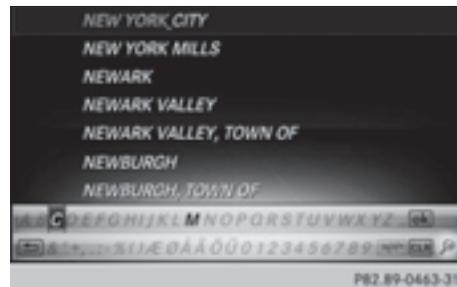 NEW YORK CITY
NEW YORK MILLS
NEWARK
NEWARK VALLEY
NEWARK VALLEY, TOWN OF
NEWBURGH
NEWBURGH, TOWN OF
G D E F G H I J K L M N O P Q R S T U V W X Y Z ok
Æ Ø Å Ä Ö Ü 0 1 2 3 4 5 6 7 8 9 CLR
P82.89-0463-31